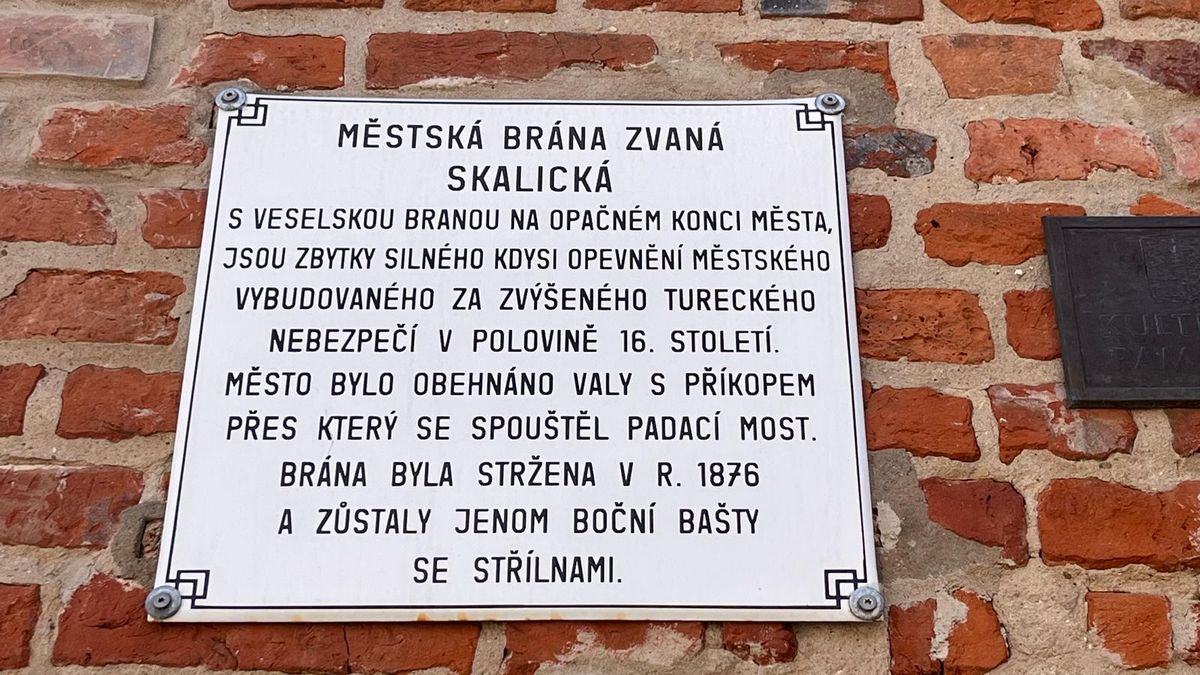 MĚSTSKÁ BRÁNA ZVANÁ
SKALICKÁ
S VESELSKOU BRANOU NA OPAČNÉM KONCI MĚSTA,
JSOU ZBYTKY SILNÉHO KDYSI OPEVNĚNÍ MĚSTSKÉHO
VYBUDOVANÉHO ZA ZVÝŠENÉHO TURECKÉHO
NEBEZPEČÍ V POLOVINĚ 16. STOLETÍ.
MĚSTO BYLO OBEHNÁNO VALY S PŘÍKOPEM
PŘES KTERÝ SE SPOUŠTĚL PADACÍ MOST.
BRÁNA BYLA STRŽENA V R. 1876
A ZŮSTALY JENOM BOČNÍ BAŠTY
SE STŘÍLNAMI.